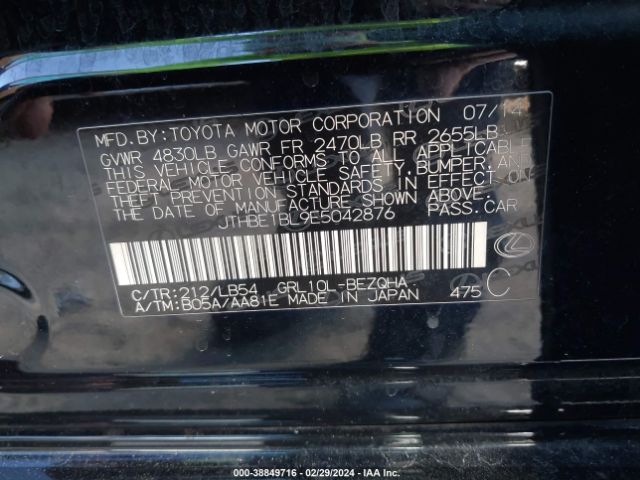 MFD.BY:TOYOTA MOTOR CORPORATION 07/14
GVWR 4830LB GAWR FR 2470LB RR 2655LB
THIS VEHICLE CONFORMS TO ALL APPLICABLE
FEDERAL MOTOR VEHICLE SAFETY,BUMPER,AND
THEFT PREVENTION STANDARDS IN EFFECT ON
THE DATE OF MANUFACTURE SHOWN ABOVE.
JTHBE1BL9E5042876 PASS.CAR
C/TR:212/LB54 GRL10L-BEZQHA
A/TM:B05A/AA81E MADE IN JAPAN 475 C
000-38849716 - 02/29/2024 - IAA Inc.